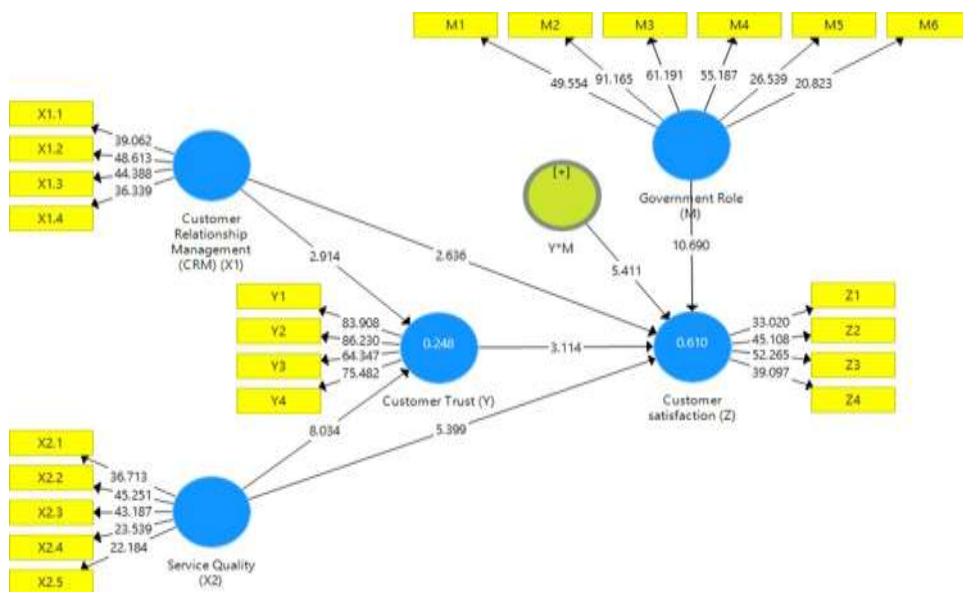 M1
M2
M3
M4
M5
M6
49.554
91.165
61.191
55.187
26.539
20.823
X1.1
X1.2
X1.3
X1.4
39.062
48.613
44.388
36.339
Customer
Relationship
Management
(CRM) (X1)
[+]
Y*M
Government Role
(M)
10.690
2.914
2.636
5.411
Y1
Y2
Y3
Y4
83.908
86.230
64.347
75.482
0.248
Customer Trust (Y)
3.114
0.610
Customer
satisfaction (Z)
33.020
45.108
52.265
39.097
Z1
Z2
Z3
Z4
8.034
5.399
X2.1
X2.2
X2.3
X2.4
X2.5
36.713
45.251
43.187
23.539
22.184
Service Quality
(X2)